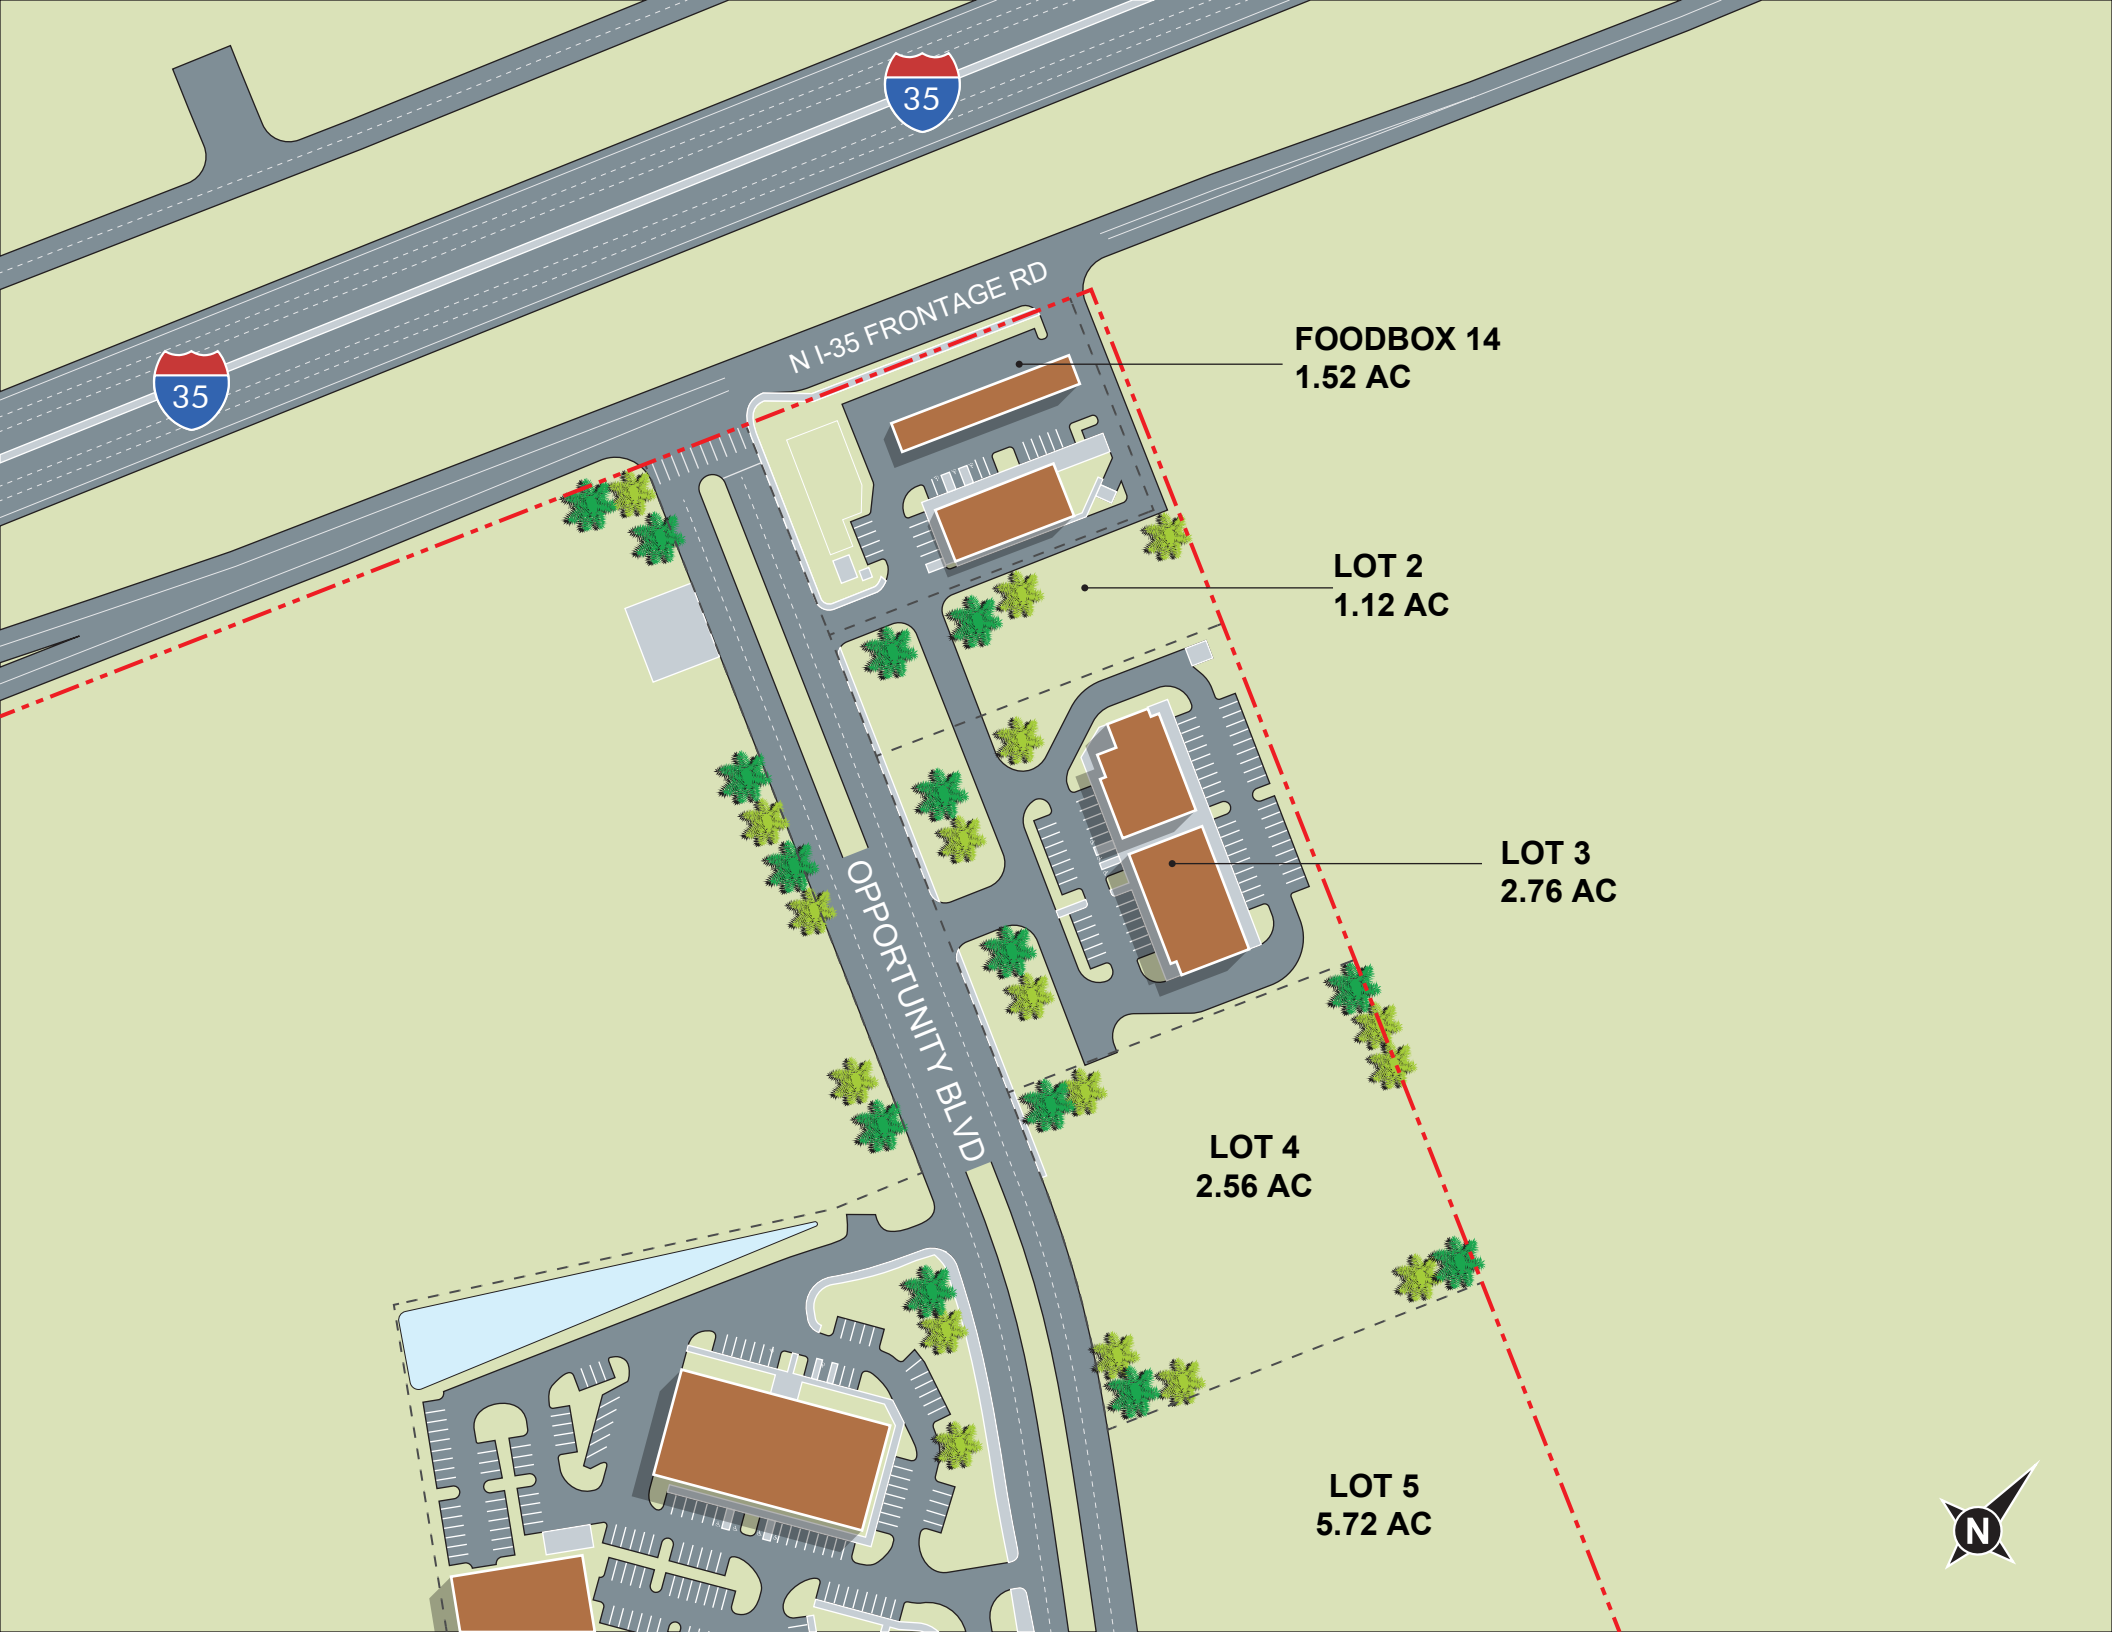 35
35
N I-35 FRONTAGE RD
FOODBOX 14
1.52 AC
LOT 2
1.12 AC
LOT 3
2.76 AC
OPPORTUNITY BLVD
LOT 4
2.56 AC
LOT 5
5.72 AC
N